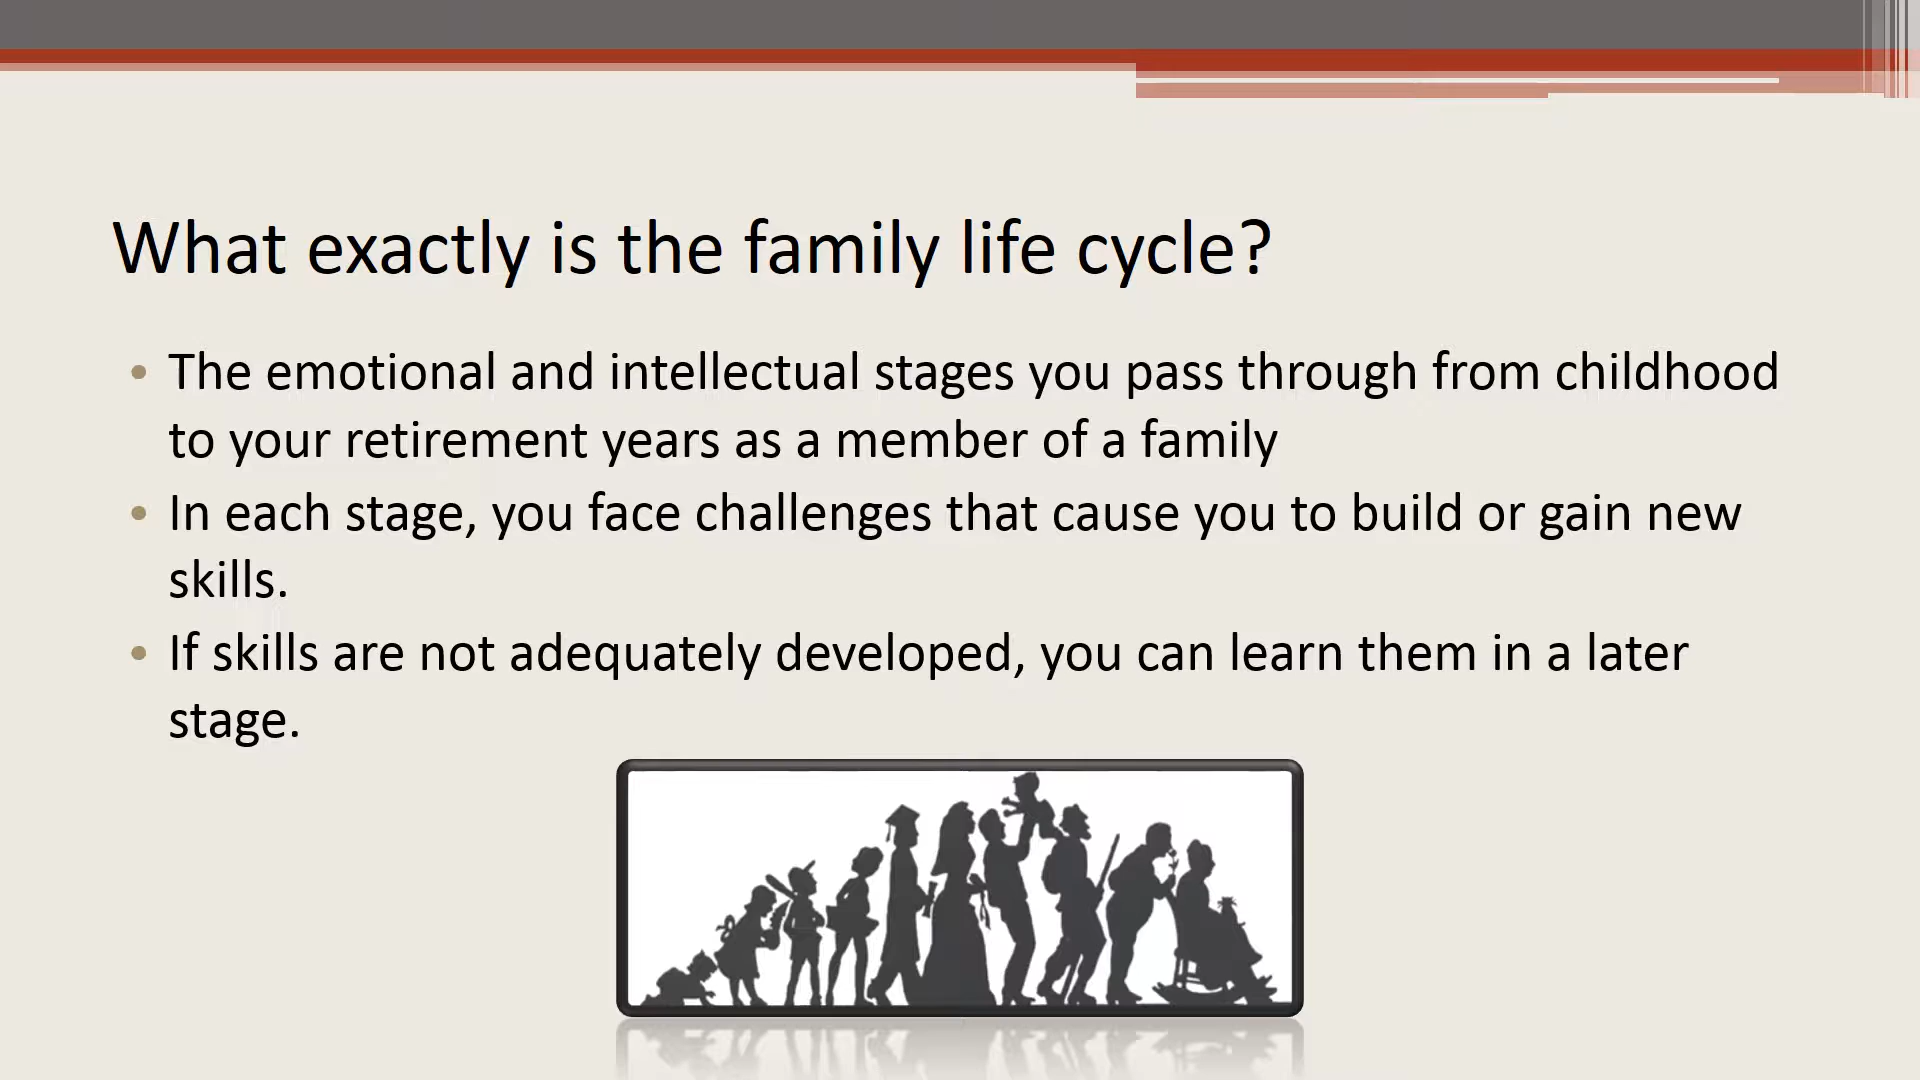 What exactly is the family life cycle?
• The emotional and intellectual stages you pass through from childhood
to your retirement years as a member of a family
• In each stage, you face challenges that cause you to build or gain new
skills.
• If skills are not adequately developed, you can learn them in a later
stage.